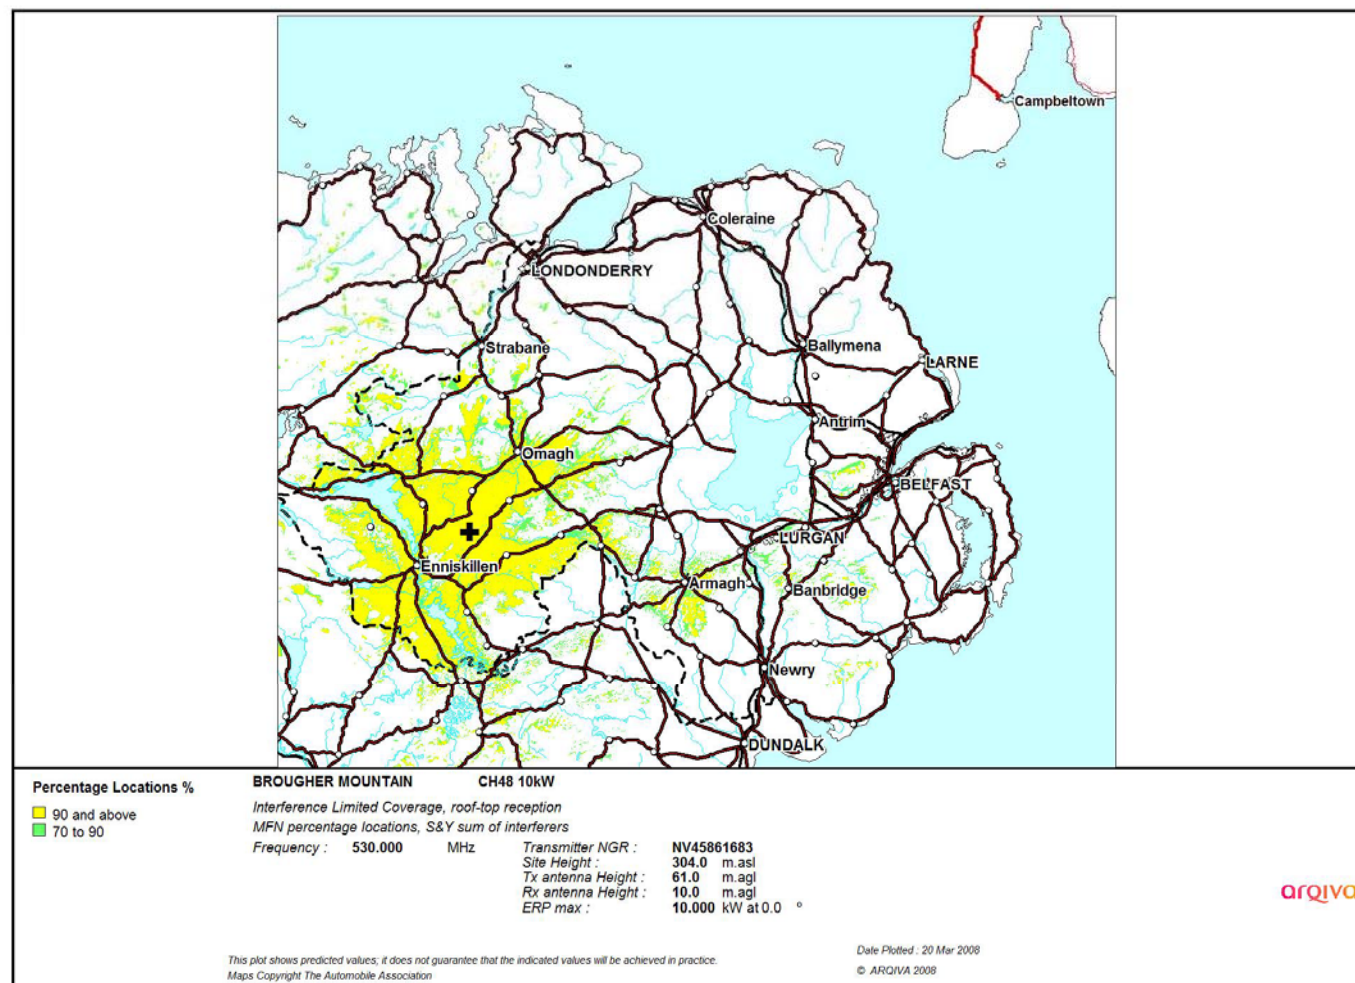 Campbeltown
Coleraine
LONDONDERRY
Strabane
Ballymena
LARNE
Antrim
Omagh
BELFAST
LURGAN
Enniskillen
Armagh
Banbridge
Newry
DUNDALK
Percentage Locations %
90 and above
70 to 90
BROUGHER MOUNTAIN CH48 10kW
Interference Limited Coverage, roof-top reception
MFN percentage locations, S&Y sum of interferers
Frequency : 530.000 MHz
Transmitter NGR : NV45861683
Site Height : 304.0 m.asl
Tx antenna Height : 61.0 m.agl
Rx antenna Height : 10.0 m.agl
ERP max : 10.000 kW at 0.0 °
arqiva
This plot shows predicted values; it does not guarantee that the indicated values will be achieved in practice.
Maps Copyright The Automobile Association
Date Plotted : 20 Mar 2008
© ARQIVA 2008